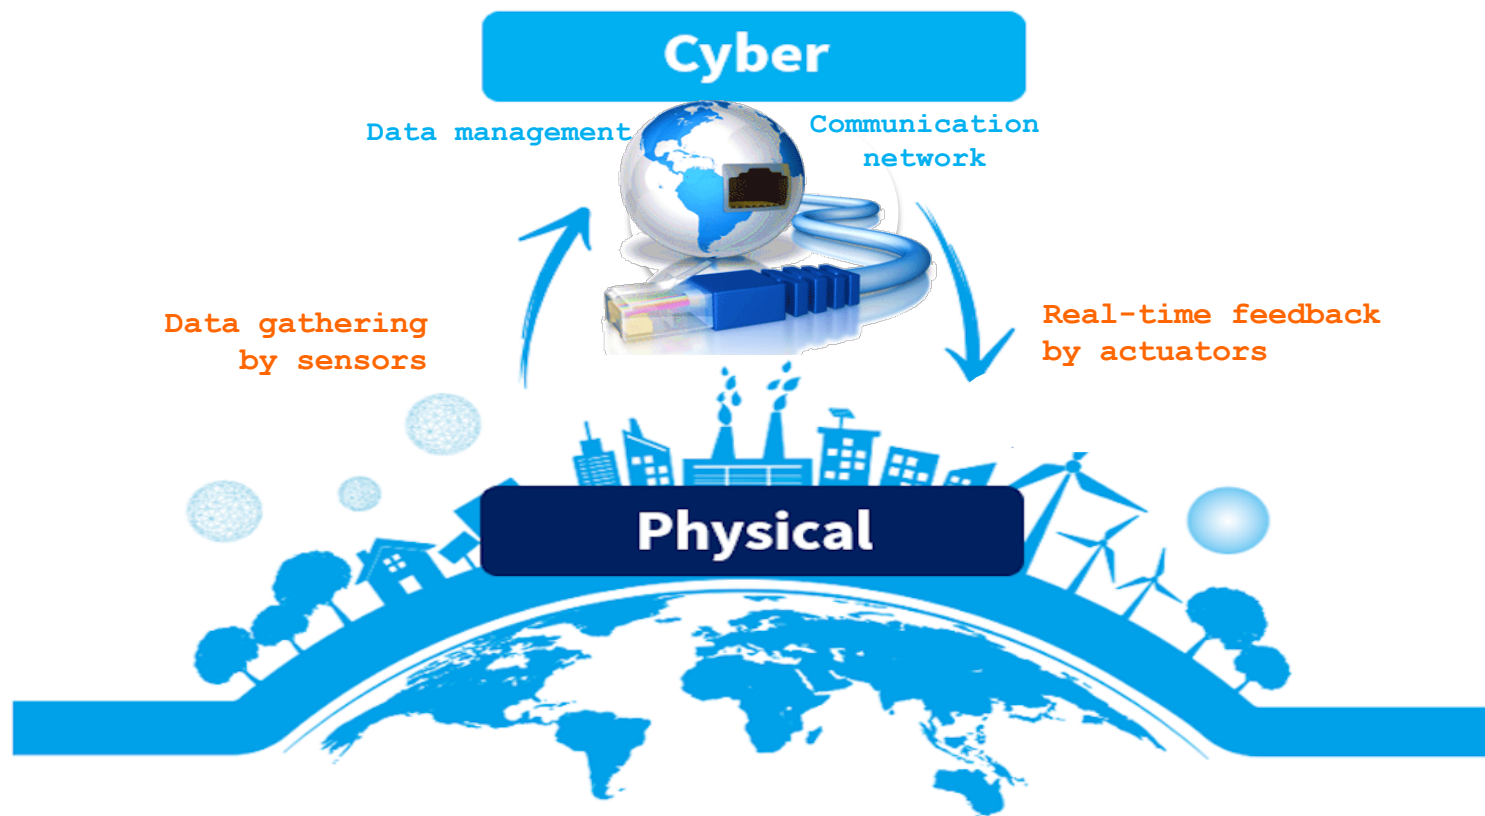 Cyber
Data management
Communication
network
Data gathering
by sensors
Real-time feedback
by actuators
Physical